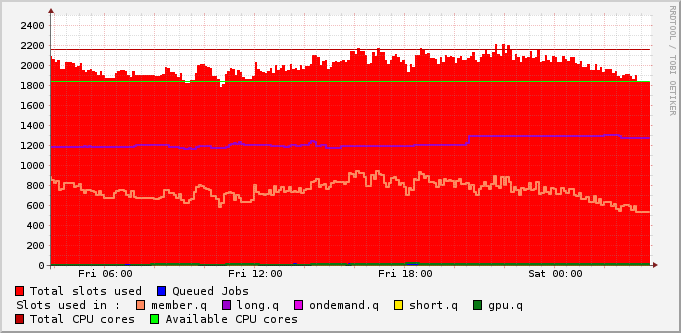 RRDTOOL / TOBI OETIKER
2400
2200
2000
1800
1600
1400
1200
1000
800
600
400
200
0
Fri 06:00 Fri 12:00 Fri 18:00 Sat 00:00
Total slots used Queued Jobs
Slots used in : member.q long.q ondemand.q short.q gpu.q
Total CPU cores Available CPU cores